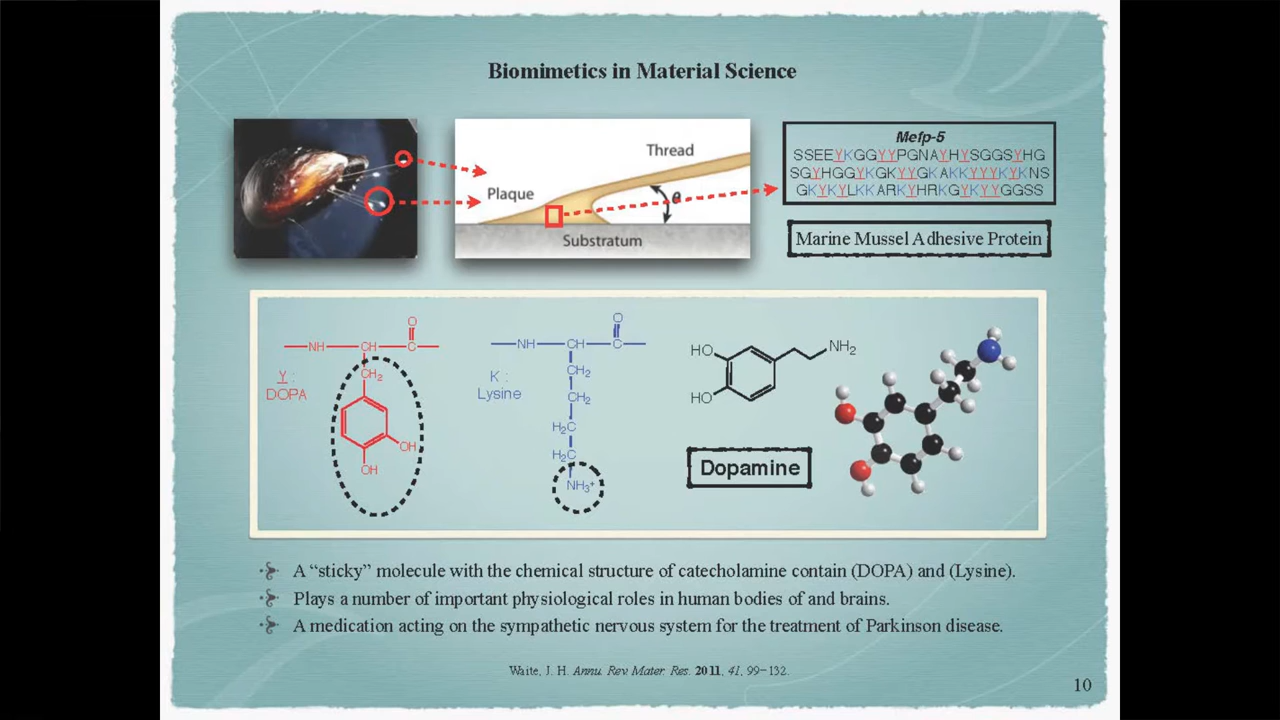 Biomimetics in Material Science
Thread
Plaque
θ
Substratum
Mefp-5
SSEEYKGGYYPGNAYHYSGGSYHG
SGYHGGYKGKYYGKAKKYYYKYKNS
GKYKYLKKARKYHRKGYKYYGGSS
Marine Mussel Adhesive Protein
O
NH
CH
C
CH2
Y :
DOPA
OH
OH
O
NH
CH
C
K :
Lysine
CH2
CH2
H2C
H2C
NH3+
HO
NH2
HO
Dopamine
A “sticky” molecule with the chemical structure of catecholamine contain (DOPA) and (Lysine).
Plays a number of important physiological roles in human bodies of and brains.
A medication acting on the sympathetic nervous system for the treatment of Parkinson disease.
Waite, J. H. Annu. Rev. Mater. Res. 2011, 41, 99−132.
10